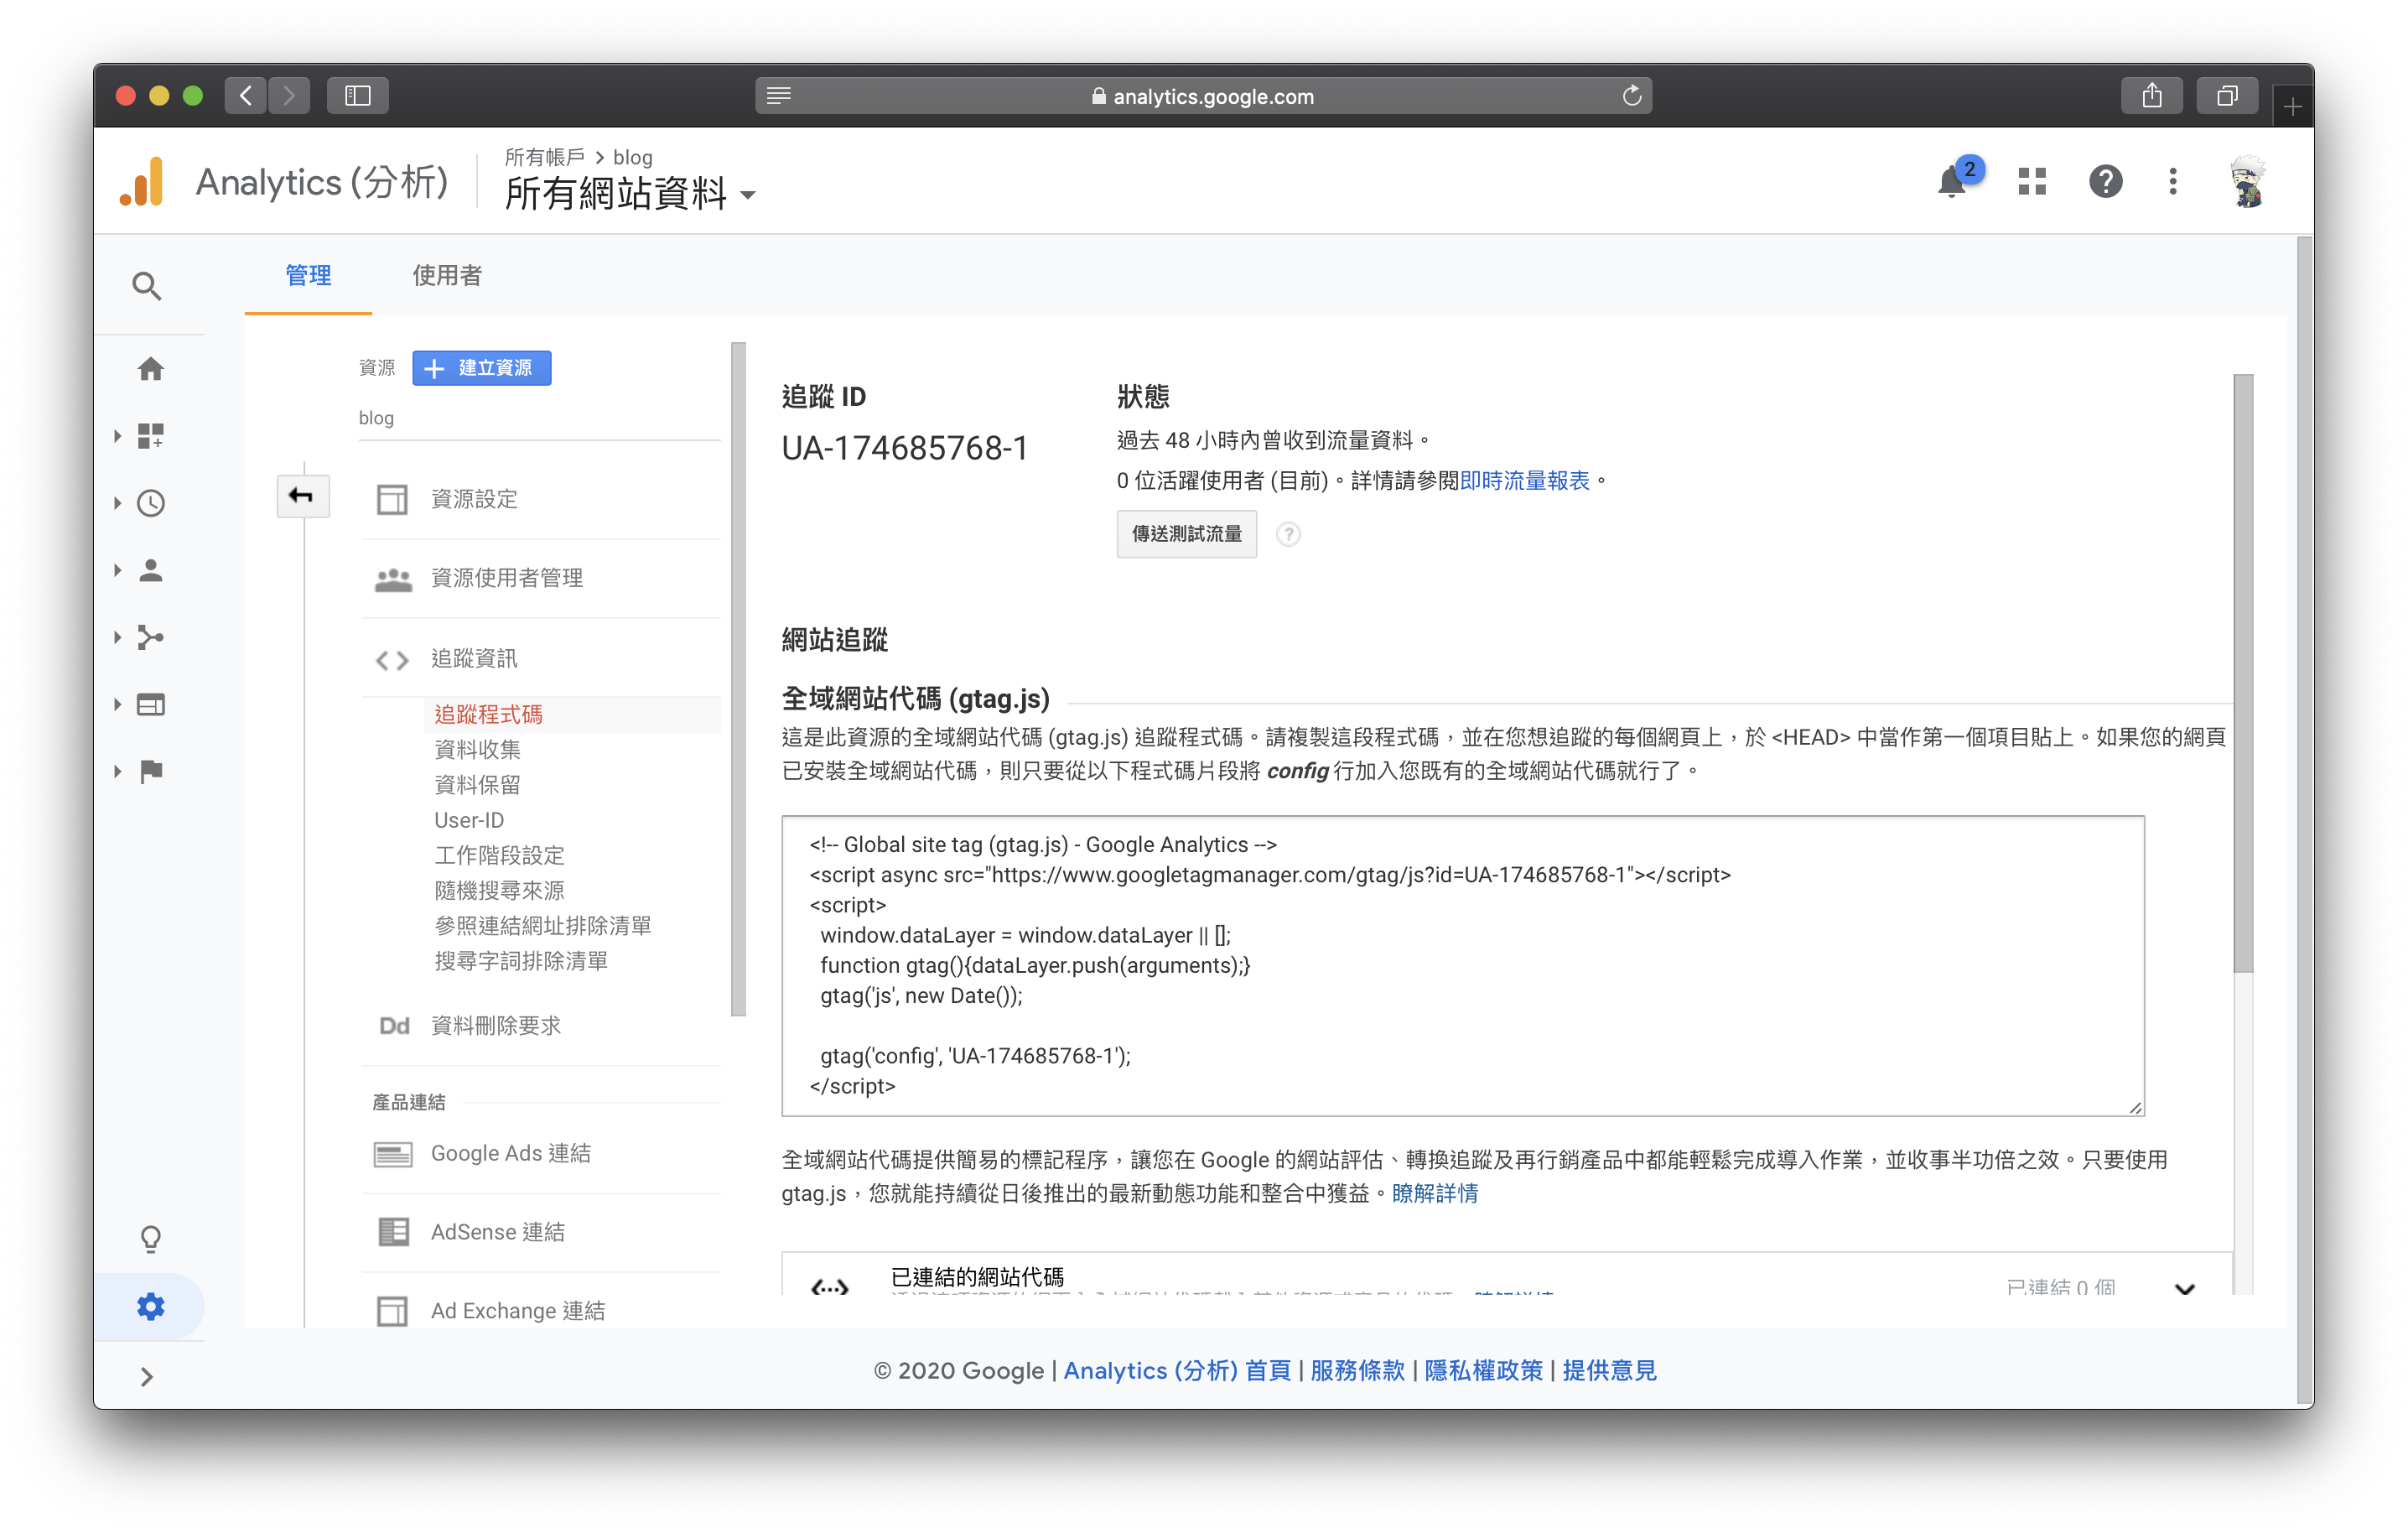 analytics.google.com
Analytics (分析)
所有帳戶 > blog
所有網站資料
2
管理
使用者
資源
建立資源
blog
資源設定
資源使用者管理
追蹤資訊
追蹤程式碼
資料收集
資料保留
User-ID
工作階段設定
隨機搜尋來源
參照連結網址排除清單
搜尋字詞排除清單
Dd 資料刪除要求
產品連結
Google Ads 連結
AdSense 連結
Ad Exchange 連結
追蹤 ID
UA-174685768-1
狀態
過去 48 小時內曾收到流量資料。
0 位活躍使用者 (目前)。詳情請參閱即時流量報表。
傳送測試流量
?
網站追蹤
全域網站代碼 (gtag.js)
這是此資源的全域網站代碼 (gtag.js) 追蹤程式碼。請複製這段程式碼，並在您想追蹤的每個網頁上，於 <HEAD> 中當作第一個項目貼上。如果您的網頁
已安裝全域網站代碼，則只要從以下程式碼片段將 config 行加入您既有的全域網站代碼就行了。
<!-- Global site tag (gtag.js) - Google Analytics -->
<script async src="https://www.googletagmanager.com/gtag/js?id=UA-174685768-1"></script>
<script>
window.dataLayer = window.dataLayer || [];
function gtag(){dataLayer.push(arguments);}
gtag('js', new Date());
gtag('config', 'UA-174685768-1');
</script>
全域網站代碼提供簡易的標記程序，讓您在 Google 的網站評估、轉換追蹤及再行銷產品中都能輕鬆完成導入作業，並收事半功倍之效。只要使用
gtag.js，您就能持續從日後推出的最新動態功能和整合中獲益。瞭解詳情
已連結的網站代碼
已連結 0 個
© 2020 Google | Analytics (分析) 首頁 | 服務條款 | 隱私權政策 | 提供意見